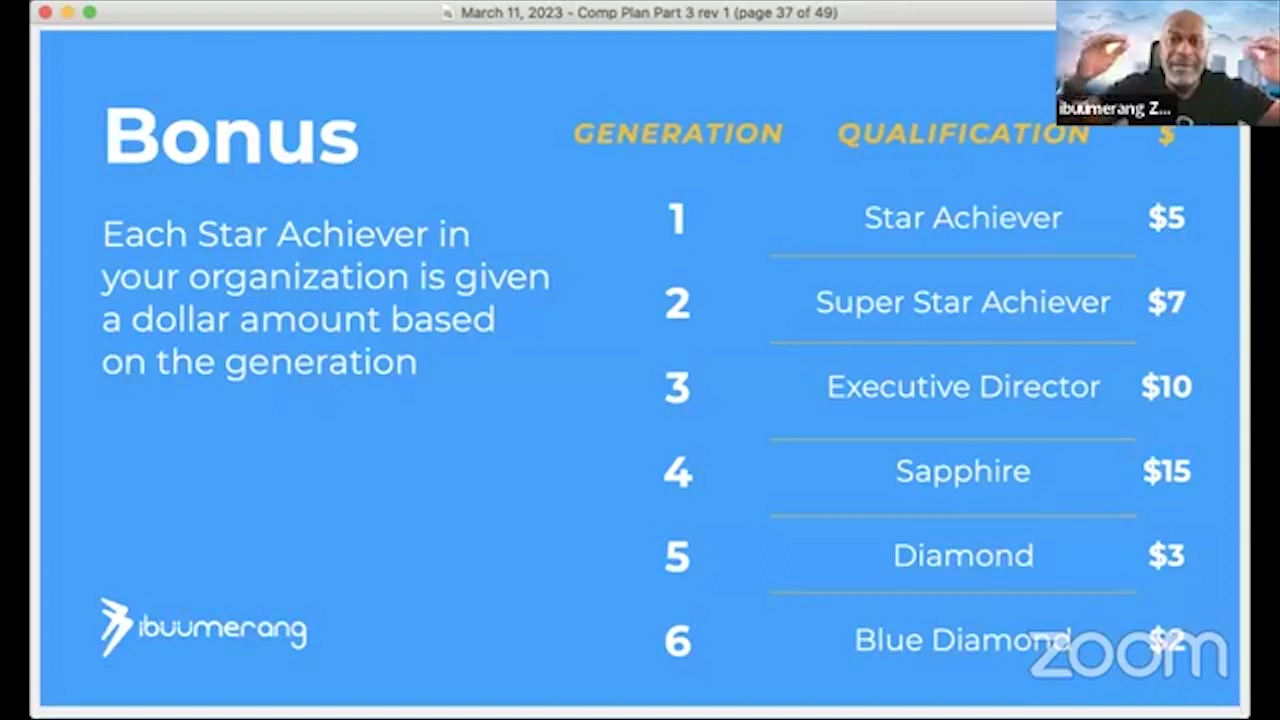 March 11, 2023 - Comp Plan Part 3 rev 1 (page 37 of 49)
ibuumerang Z...
Bonus
GENERATION QUALIFICATION $
Each Star Achiever in
your organization is given
a dollar amount based
on the generation
1 Star Achiever $5
2 Super Star Achiever $7
3 Executive Director $10
4 Sapphire $15
5 Diamond $3
6 Blue Diamond $2
ibuumerang
zoom